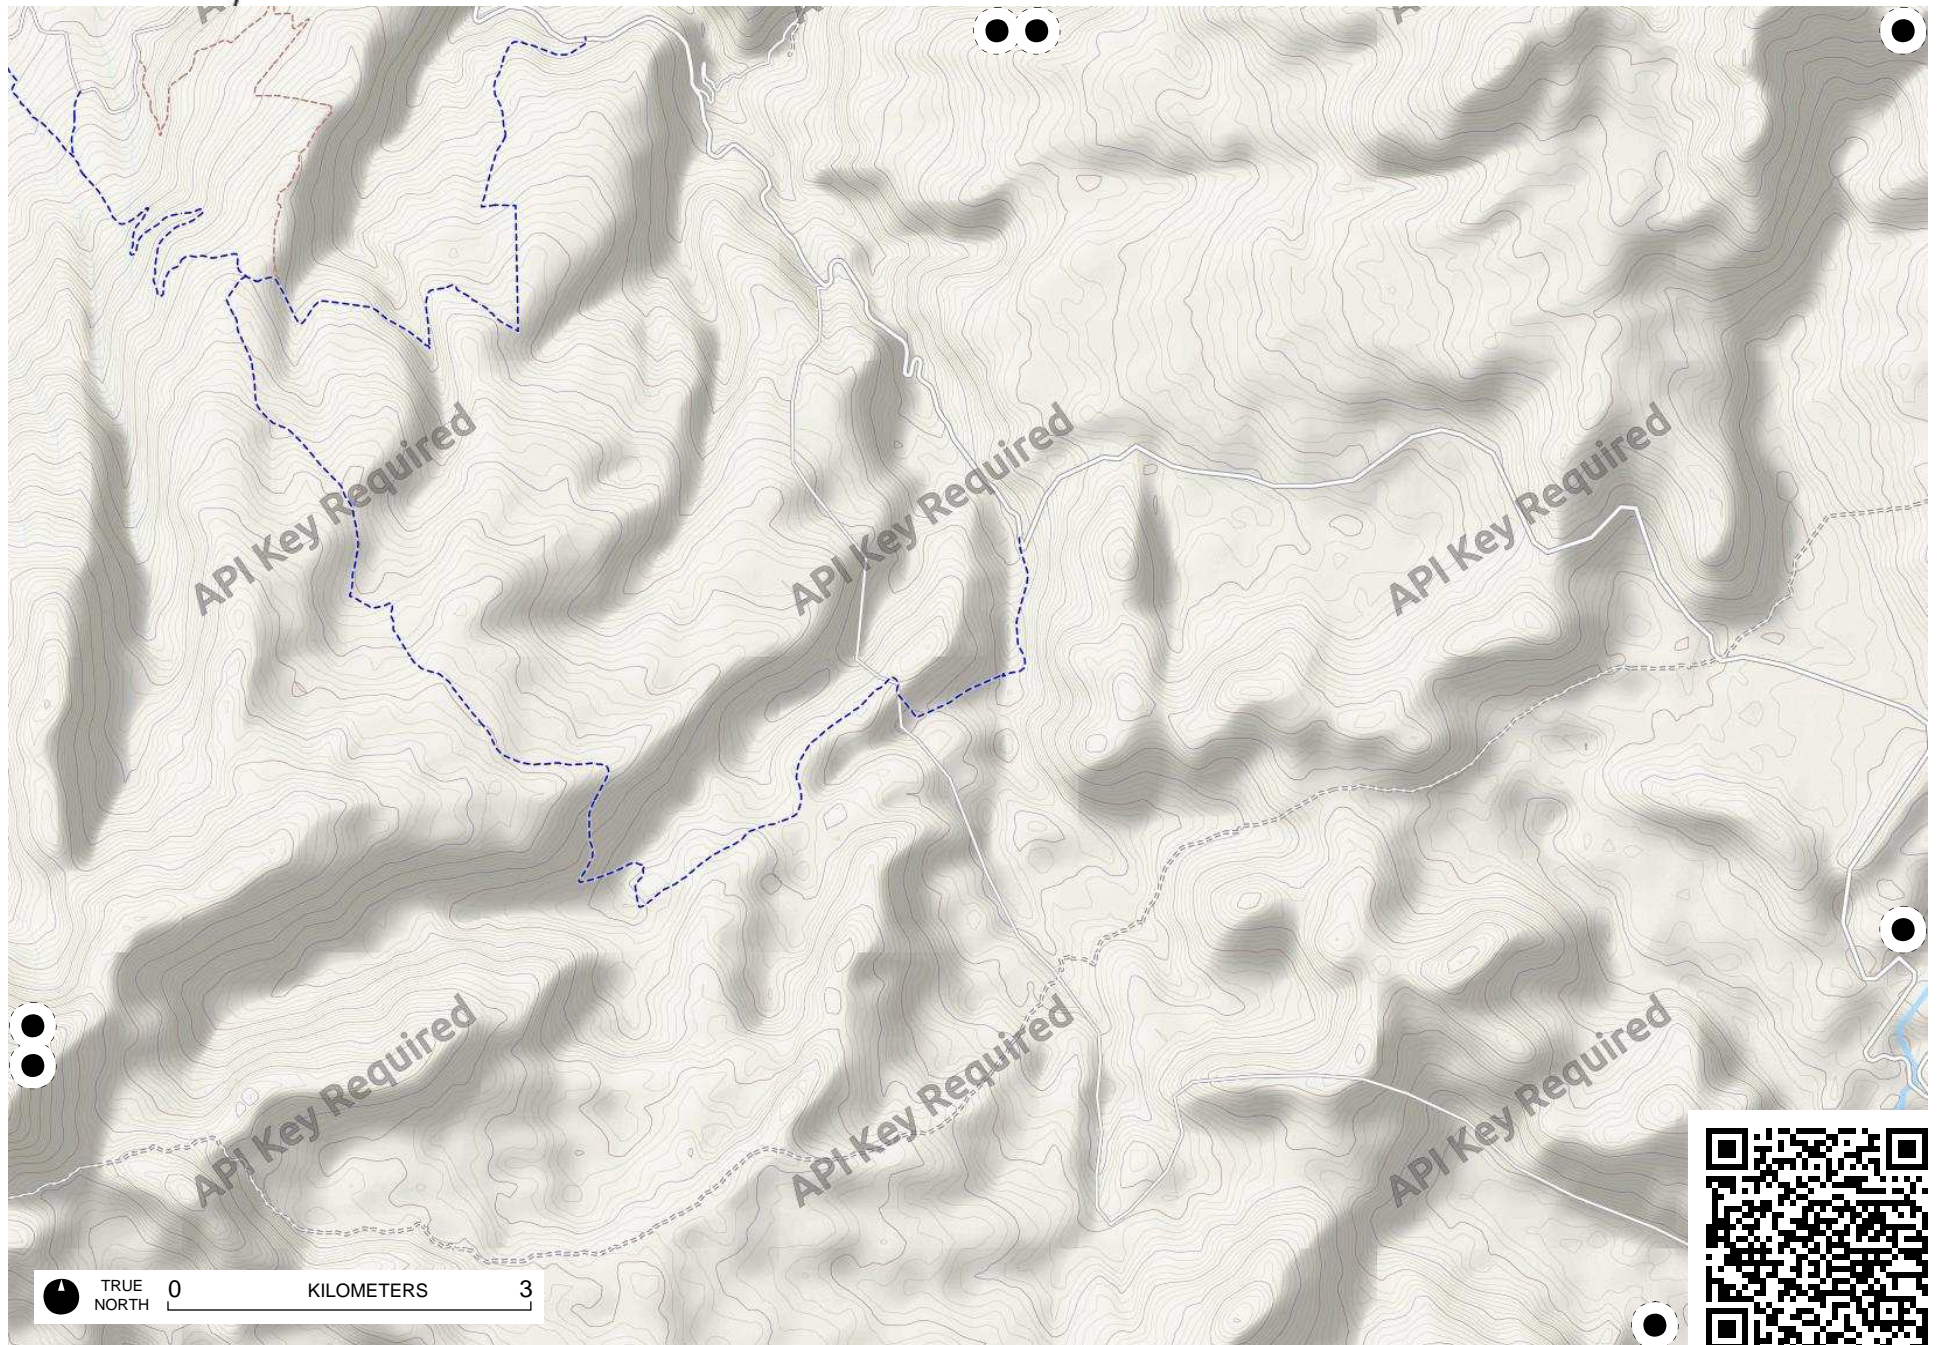 API Key Required
API Key Required
API Key Required
API Key Required
API Key Required
API Key Required
TRUE
NORTH
0
KILOMETERS
3